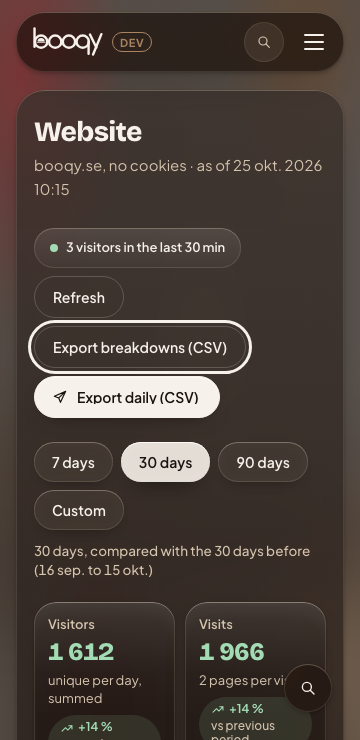 booqy DEV
Website
booqy.se, no cookies · as of 25 okt. 2026
10:15
3 visitors in the last 30 min
Refresh
Export breakdowns (CSV)
Export daily (CSV)
7 days 30 days 90 days
Custom
30 days, compared with the 30 days before
(16 sep. to 15 okt.)
Visitors Visits
1 612 1 966
unique per day, 2 pages per
summed
+14 %
+14 %
vs previous
period